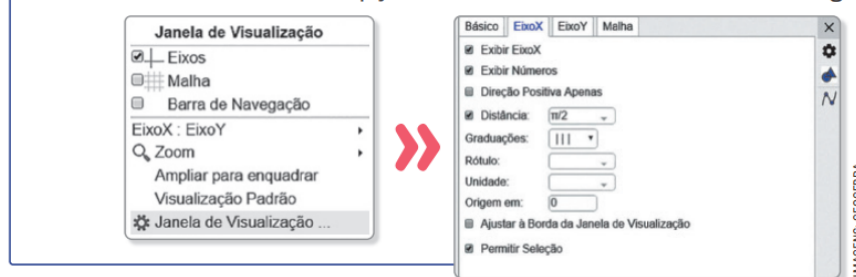 Janela de Visualização
Eixos
Malha
Barra de Navegação
EixoX : EixoY
Zoom
Ampliar para enquadrar
Visualização Padrão
Janela de Visualização ...
Básico EixoX EixoY Malha
Exibir EixoX
Exibir Números
Direção Positiva Apenas
Distância: π/2
Graduações: | | |
Rótulo:
Unidade:
Origem em: 0
Ajustar à Borda da Janela de Visualização
Permitir Seleção